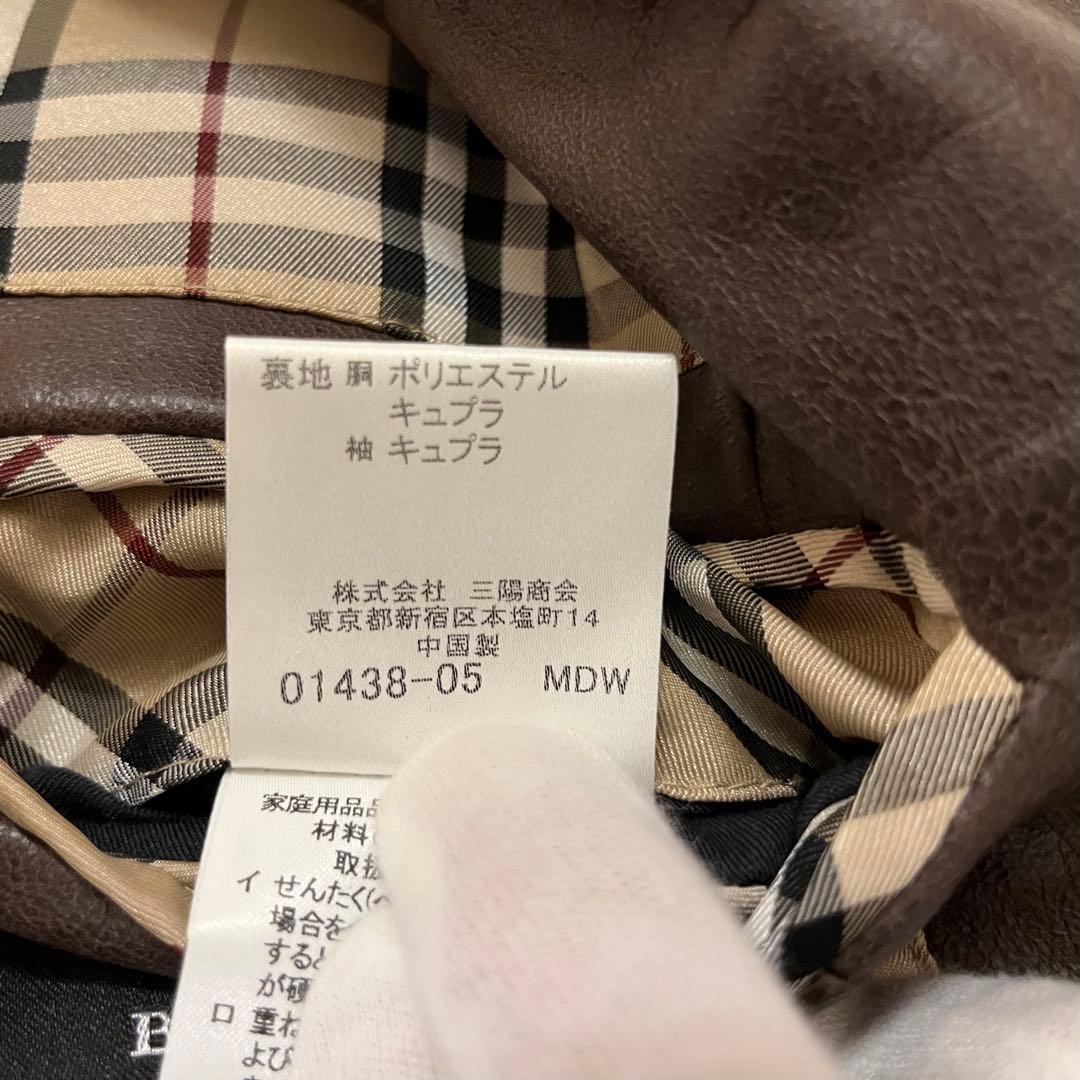 裏地 胴 ポリエステル
キュプラ
袖 キュプラ
株式会社 三陽商会
東京都新宿区本塩町14
中国製
01438-05 MDW
家庭用品品
材料
取扱
イ せんたく(
場合を
すると
が硬
ロ 重ね
よび
B